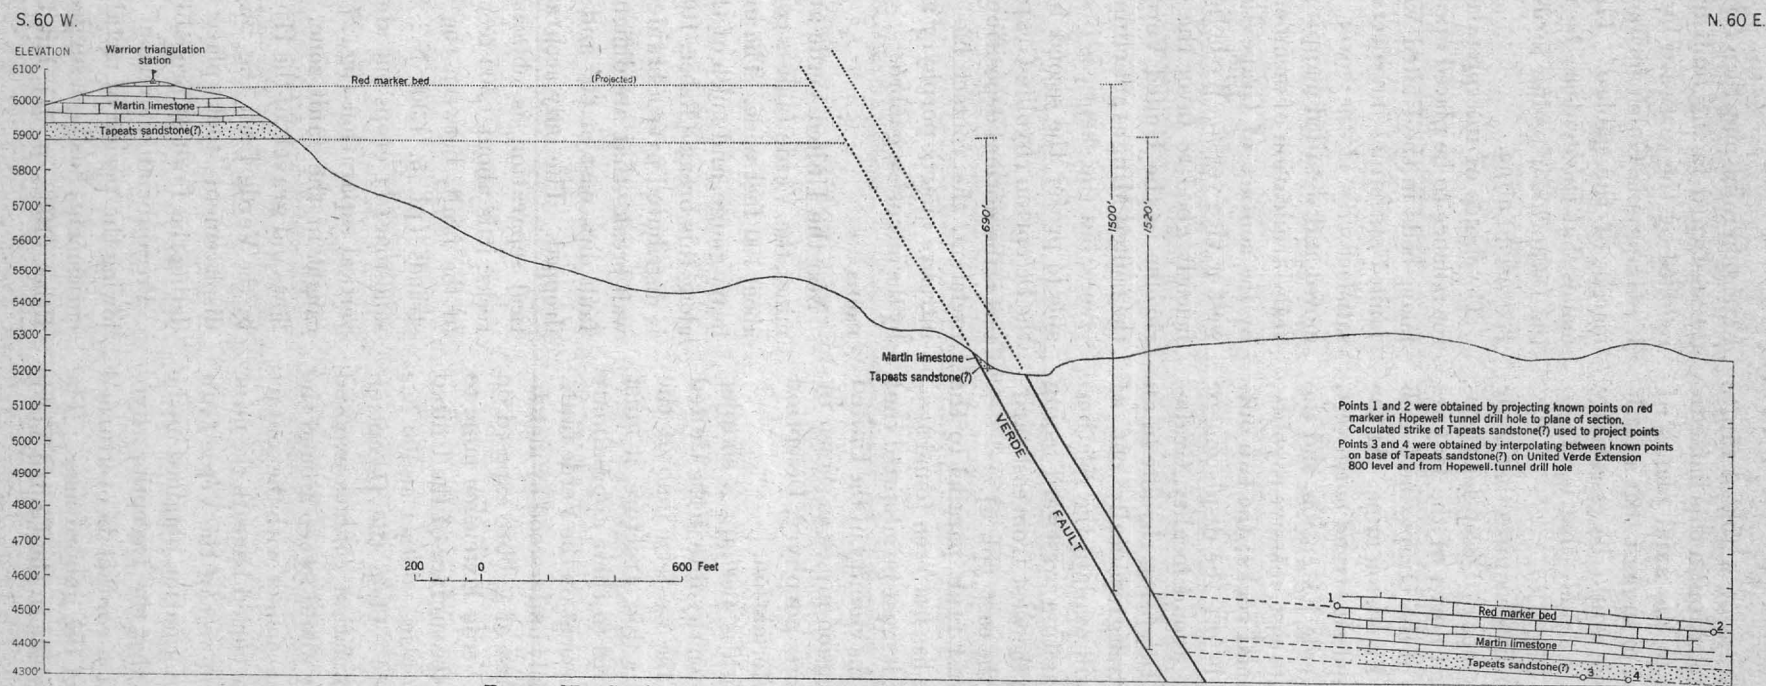 S. 60 W.
N. 60 E.
ELEVATION
Warrior triangulation
station
6100'
6000'
5900'
5800'
5700'
5600'
5500'
5400'
5300'
5200'
5100'
5000'
4900'
4800'
4700'
4600'
4500'
4400'
4300'
Red marker bed
(Projected)
Martin limestone
Tapeats sandstone(?)
690'
1500'
1520'
Martin limestone
Tapeats sandstone(?)
VERDE
FAULT
Points 1 and 2 were obtained by projecting known points on red
marker in Hopewell tunnel drill hole to plane of section.
Calculated strike of Tapeats sandstone(?) used to project points
Points 3 and 4 were obtained by interpolating between known points
on base of Tapeats sandstone(?) on United Verde Extension
800 level and from Hopewell tunnel drill hole
200 0 600 Feet
1
Red marker bed
2
Martin limestone
Tapeats sandstone(?)
3
4